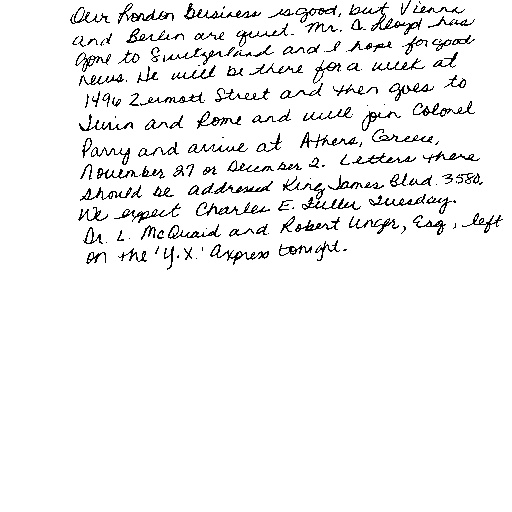 Our London business is good, but Vienna
and Berlin are quiet. Mr. D. Lloyd has
gone to Switzerland and I hope for good
news. He will be there for a week at
1496 Zermott Street and then goes to
Turin and Rome and will join Colonel
Parry and arrive at Athens, Greece,
November 27 or December 2. Letters there
should be addressed King James Blvd. 3580.
We expect Charles E. Fuller Tuesday.
Dr. L. McQuaid and Robert Unger, Esq., left
on the 'Y.X.' Express tonight.